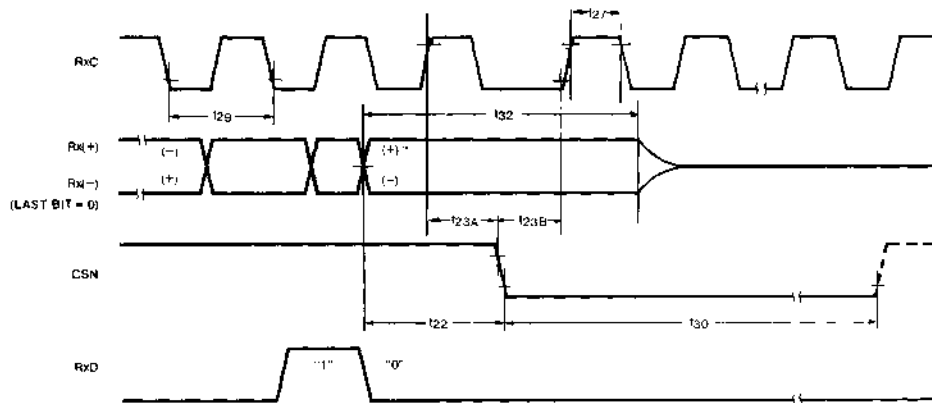 t27
RxC
t29
t32
Rx(+)
(−)
(+)
Rx(−)
(+)
(−)
(LAST BIT = 0)
t23A
t23B
CSN
t22
t30
RxD
"1"
"0"